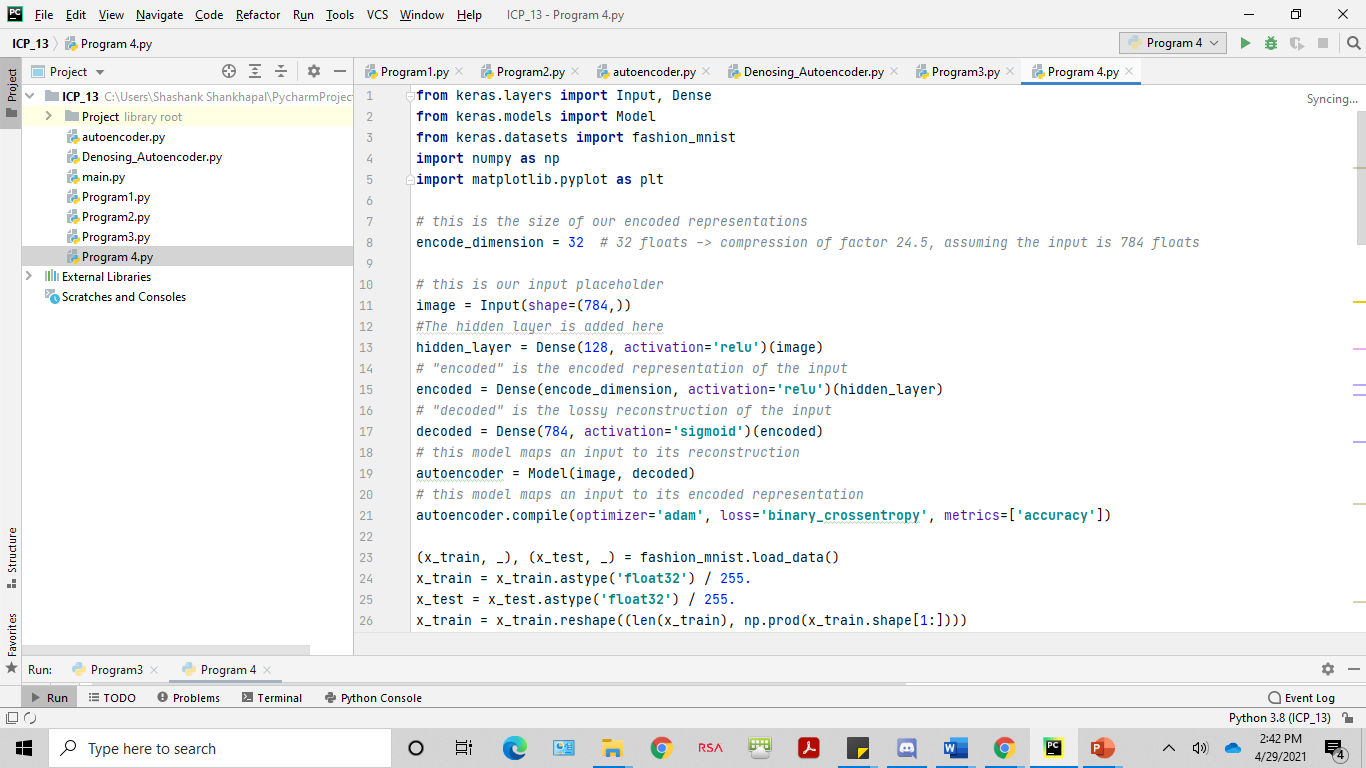 PC File Edit View Navigate Code Refactor Run Tools VCS Window Help ICP_13 - Program 4.py
ICP_13 Program 4.py Program 4
Project Program1.py Program2.py autoencoder.py Denosing_Autoencoder.py Program3.py Program 4.py
Project
Structure
Favorites
ICP_13 C:\Users\Shashank Shankhapal\PycharmProject
Project library root
autoencoder.py
Denosing_Autoencoder.py
main.py
Program1.py
Program2.py
Program3.py
Program 4.py
External Libraries
Scratches and Consoles
Syncing...
1 from keras.layers import Input, Dense
2 from keras.models import Model
3 from keras.datasets import fashion_mnist
4 import numpy as np
5 import matplotlib.pyplot as plt
6
7 # this is the size of our encoded representations
8 encode_dimension = 32  # 32 floats -> compression of factor 24.5, assuming the input is 784 floats
9
10 # this is our input placeholder
11 image = Input(shape=(784,))
12 #The hidden layer is added here
13 hidden_layer = Dense(128, activation='relu')(image)
14 # "encoded" is the encoded representation of the input
15 encoded = Dense(encode_dimension, activation='relu')(hidden_layer)
16 # "decoded" is the lossy reconstruction of the input
17 decoded = Dense(784, activation='sigmoid')(encoded)
18 # this model maps an input to its reconstruction
19 autoencoder = Model(image, decoded)
20 # this model maps an input to its encoded representation
21 autoencoder.compile(optimizer='adam', loss='binary_crossentropy', metrics=['accuracy'])
22
23 (x_train, _), (x_test, _) = fashion_mnist.load_data()
24 x_train = x_train.astype('float32') / 255.
25 x_test = x_test.astype('float32') / 255.
26 x_train = x_train.reshape((len(x_train), np.prod(x_train.shape[1:])))
Run: Program3 Program 4
Run TODO Problems Terminal Python Console Event Log
Python 3.8 (ICP_13)
Type here to search
RSA
PC
2:42 PM
4/29/2021
4